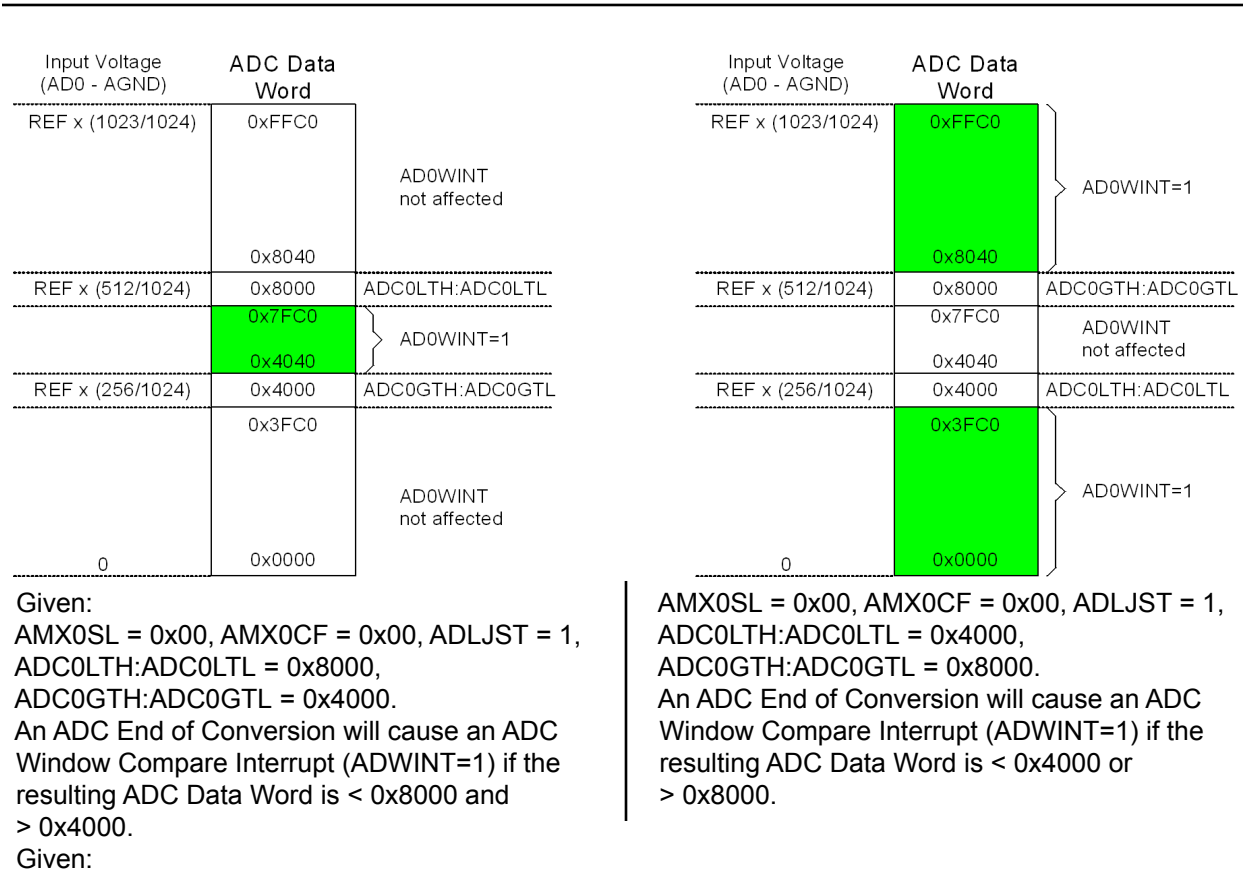 Input Voltage
(AD0 - AGND)
ADC Data
Word
REF x (1023/1024)
0xFFC0
AD0WINT
not affected
0x8040
REF x (512/1024)
0x8000
ADC0LTH:ADC0LTL
0x7FC0
AD0WINT=1
0x4040
REF x (256/1024)
0x4000
ADC0GTH:ADC0GTL
0x3FC0
AD0WINT
not affected
0
0x0000
Given:
AMX0SL = 0x00, AMX0CF = 0x00, ADLJST = 1,
ADC0LTH:ADC0LTL = 0x8000,
ADC0GTH:ADC0GTL = 0x4000.
An ADC End of Conversion will cause an ADC
Window Compare Interrupt (ADWINT=1) if the
resulting ADC Data Word is < 0x8000 and
> 0x4000.
Given:
Input Voltage
(AD0 - AGND)
ADC Data
Word
REF x (1023/1024)
0xFFC0
AD0WINT=1
0x8040
REF x (512/1024)
0x8000
ADC0GTH:ADC0GTL
0x7FC0
AD0WINT
not affected
0x4040
REF x (256/1024)
0x4000
ADC0LTH:ADC0LTL
0x3FC0
AD0WINT=1
0
0x0000
AMX0SL = 0x00, AMX0CF = 0x00, ADLJST = 1,
ADC0LTH:ADC0LTL = 0x4000,
ADC0GTH:ADC0GTL = 0x8000.
An ADC End of Conversion will cause an ADC
Window Compare Interrupt (ADWINT=1) if the
resulting ADC Data Word is < 0x4000 or
> 0x8000.